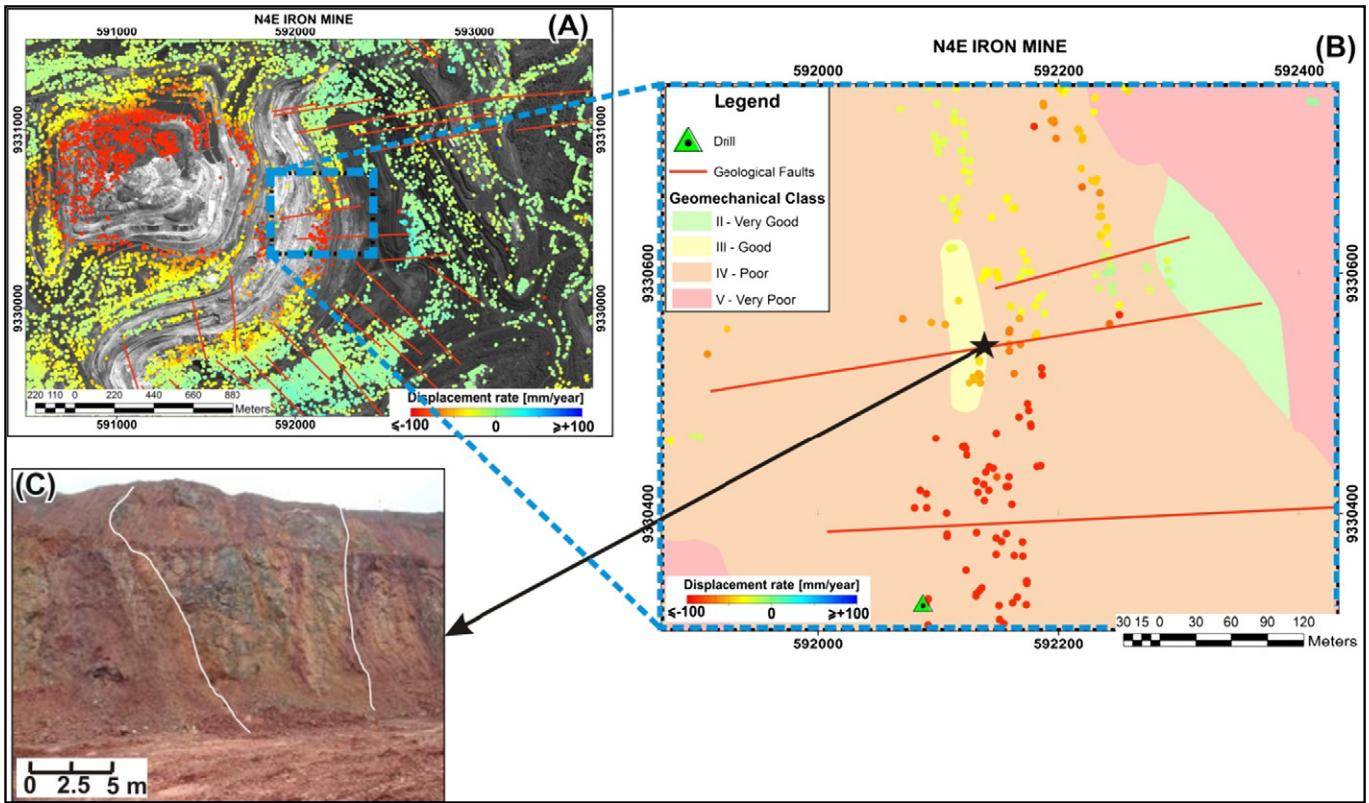 N4E IRON MINE
(A)
591000
592000
593000
9331000
9331000
9330000
9330000
220 110 0
220
440
660
880
Meters
Displacement rate [mm/year]
≤-100
0
≥+100
591000
592000
(B)
N4E IRON MINE
592000
592200
592400
Legend
Drill
Geological Faults
Geomechanical Class
II - Very Good
III - Good
IV - Poor
V - Very Poor
9330600
9330600
9330400
9330400
Displacement rate [mm/year]
≤-100
0
≥+100
592000
592200
30 15 0
30
60
90
120
Meters
(C)
0
2.5
5 m